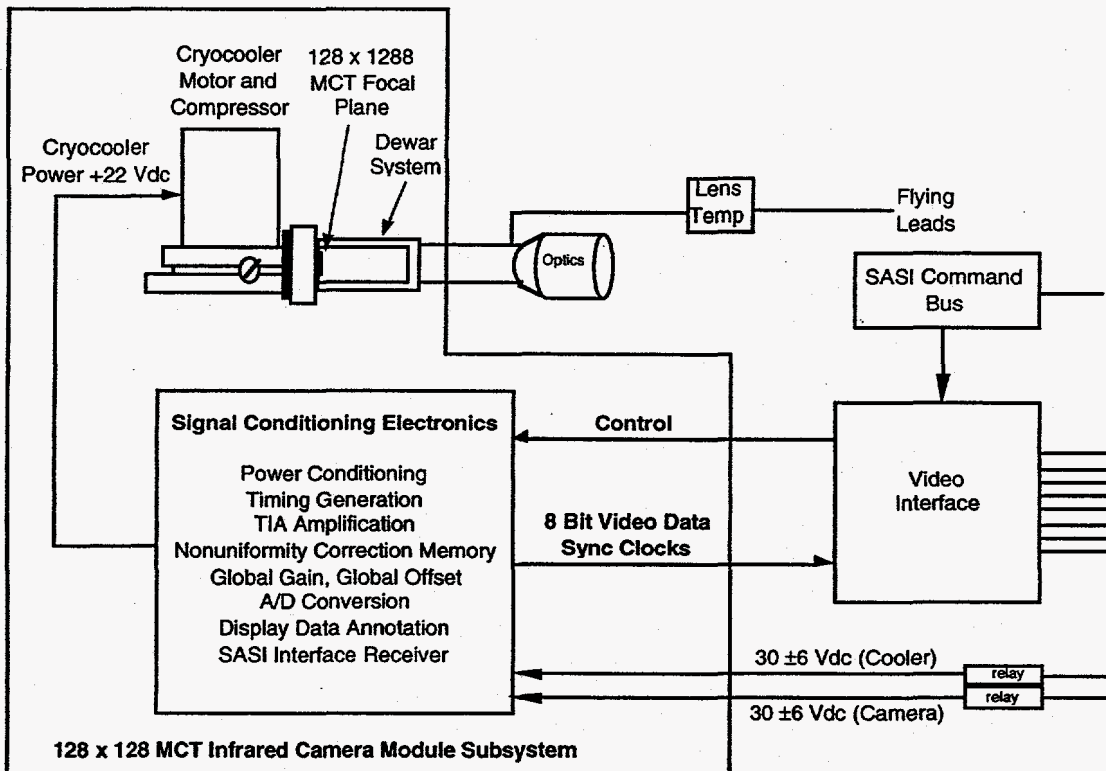 Cryocooler
Motor and
Compressor
128 x 1288
MCT Focal
Plane
Dewar
System
Cryocooler
Power +22 Vdc
Lens
Temp
Flying
Leads
Optics
SASI Command
Bus
Signal Conditioning Electronics
Power Conditioning
Timing Generation
TIA Amplification
Nonuniformity Correction Memory
Global Gain, Global Offset
A/D Conversion
Display Data Annotation
SASI Interface Receiver
Control
8 Bit Video Data
Sync Clocks
Video
Interface
30 ±6 Vdc (Cooler)
relay
relay
30 ±6 Vdc (Camera)
128 x 128 MCT Infrared Camera Module Subsystem